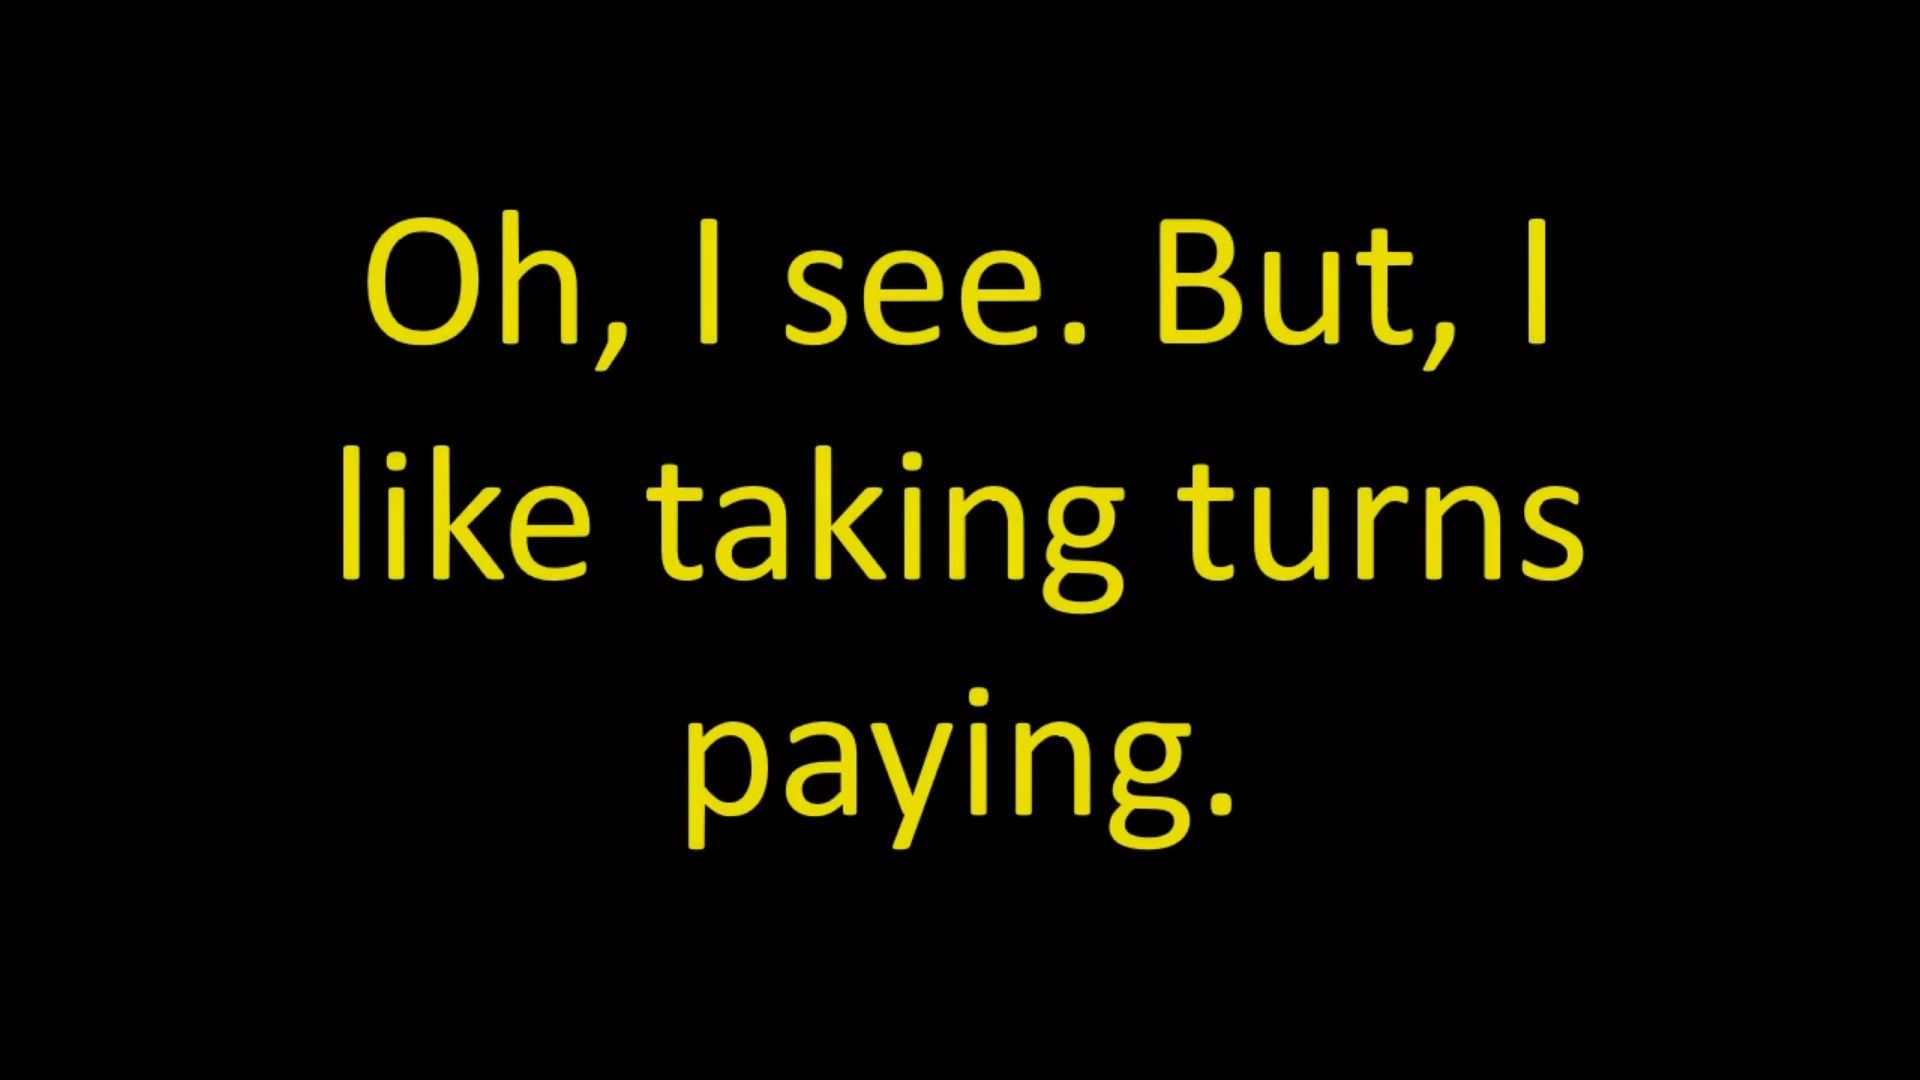 Oh, I see. But, I
like taking turns
paying.